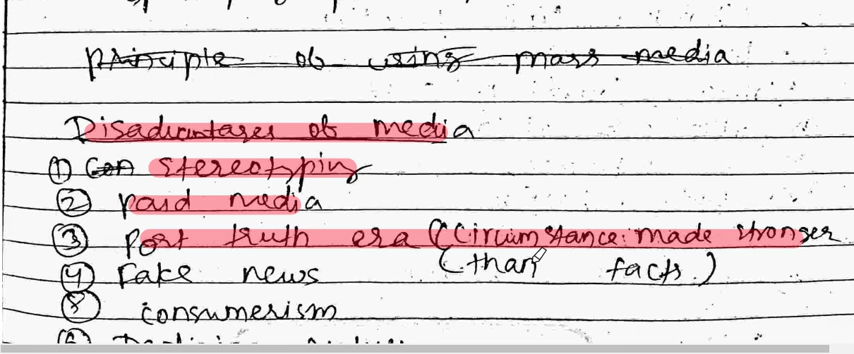 Principle of using mass media
Disadvantages of media
① Stereotyping
② paid media
③ Post truth era (Circumstance made stronger
(than facts)
④ Fake news
⑤ consumerism